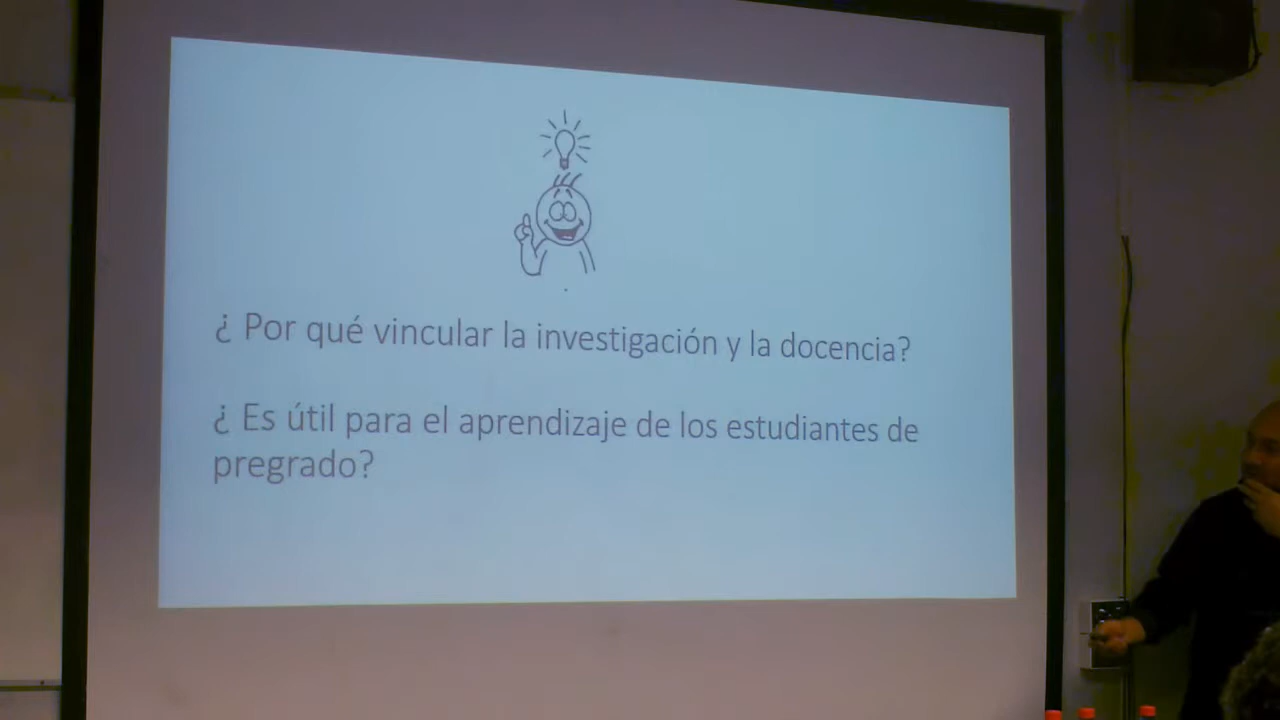 ¿ Por qué vincular la investigación y la docencia?
¿ Es útil para el aprendizaje de los estudiantes de
pregrado?